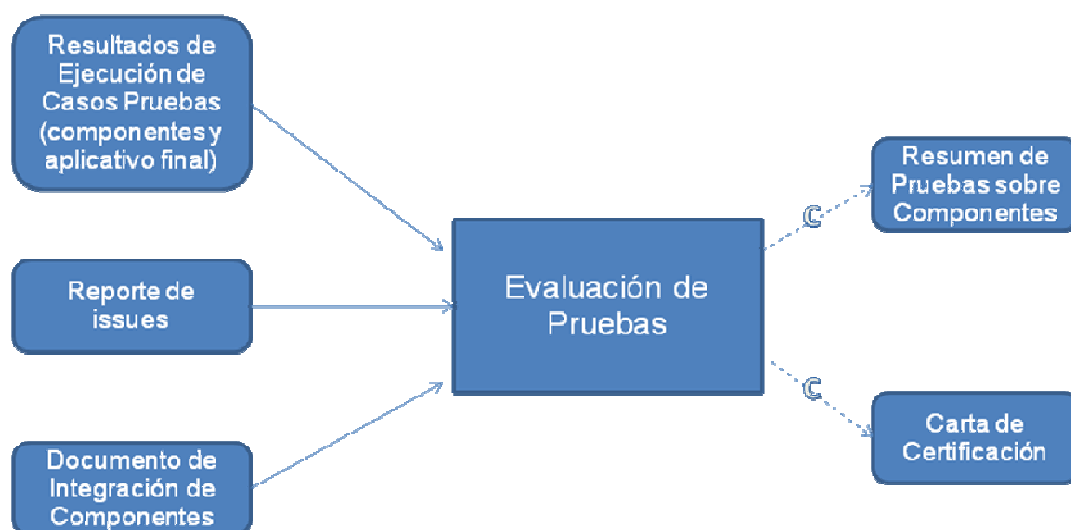 Resultados de
Ejecución de
Casos Pruebas
(componentes y
aplicativo final)
Reporte de
issues
Documento de
Integración de
Componentes
Evaluación de
Pruebas
C
C
Resumen de
Pruebas sobre
Componentes
Carta de
Certificación